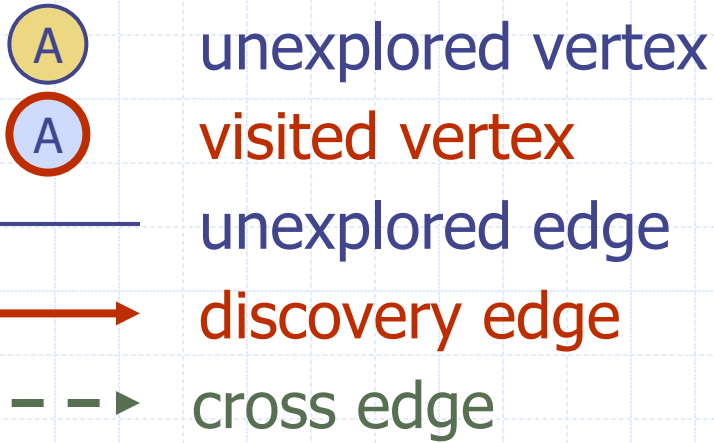 A unexplored vertex
A visited vertex
unexplored edge
discovery edge
cross edge